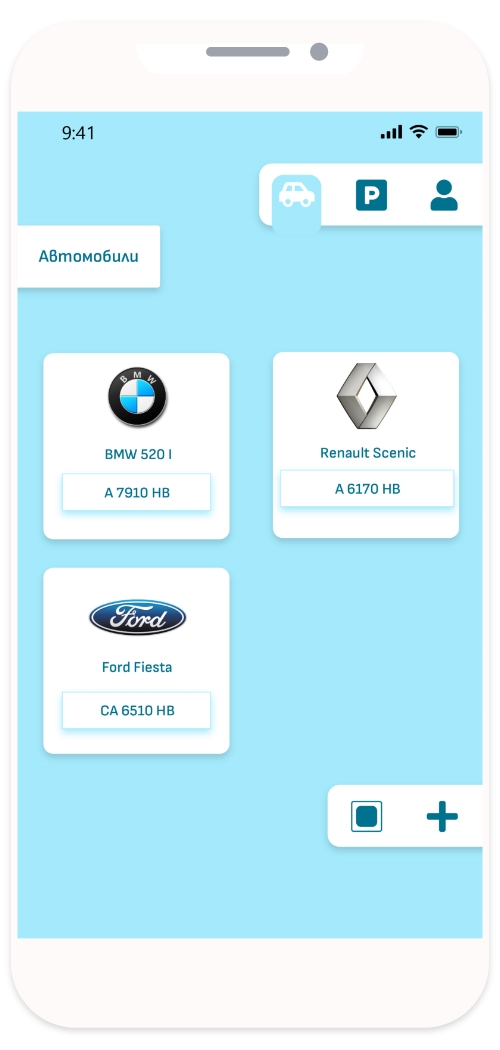 9:41
P
Автомобили
BMW
BMW 520 I
A 7910 HB
Renault Scenic
A 6170 HB
Ford
Ford Fiesta
CA 6510 HB